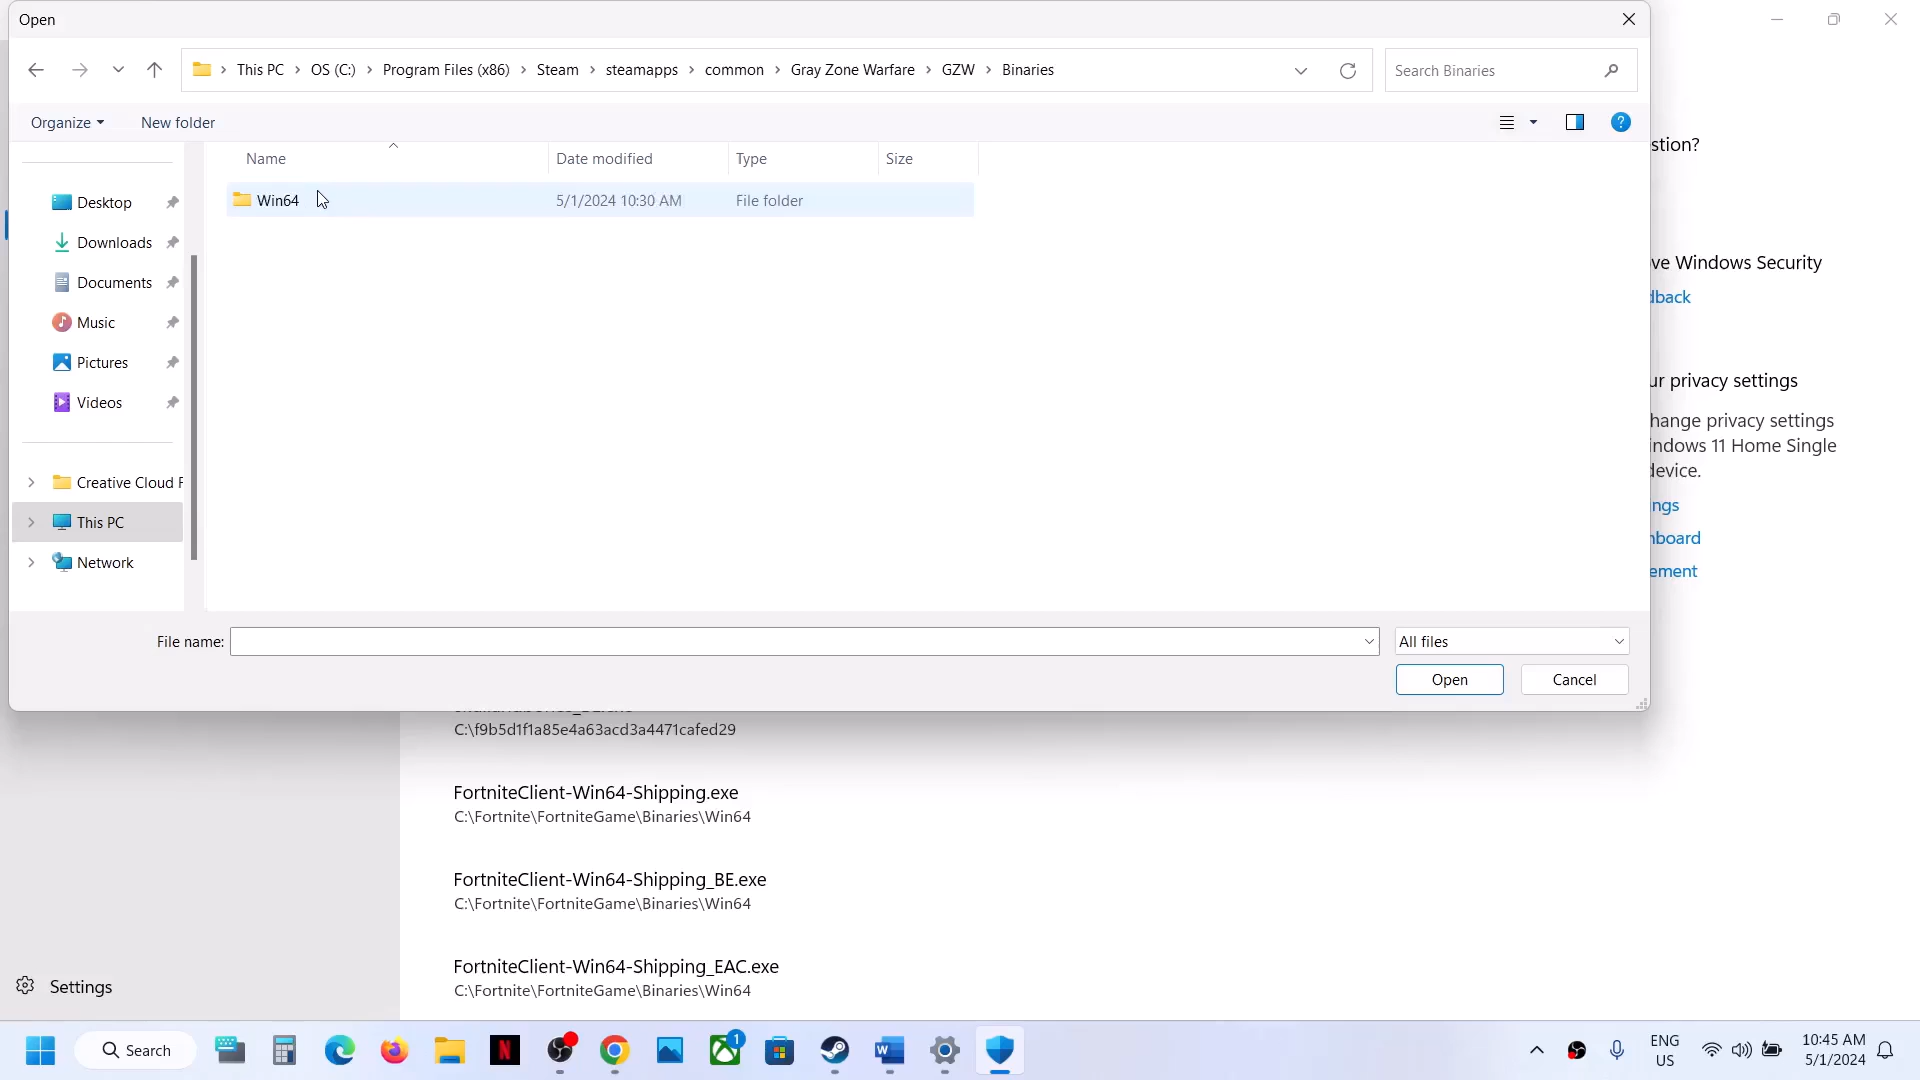 Open
This PC > OS (C:) > Program Files (x86) > Steam > steamapps > common > Gray Zone Warfare > GZW > Binaries
Search Binaries
Organize
New folder
Name
Date modified
Type
Size
Win64
5/1/2024 10:30 AM
File folder
Desktop
Downloads
Documents
Music
Pictures
Videos
Creative Cloud F
This PC
Network
File name:
All files
Open
Cancel
stion?
ve Windows Security
dback
ur privacy settings
hange privacy settings
indows 11 Home Single
device.
ings
hboard
ement
C:\f9b5d1f1a85e4a63acd3a4471cafed29
FortniteClient-Win64-Shipping.exe
C:\Fortnite\FortniteGame\Binaries\Win64
FortniteClient-Win64-Shipping_BE.exe
C:\Fortnite\FortniteGame\Binaries\Win64
FortniteClient-Win64-Shipping_EAC.exe
C:\Fortnite\FortniteGame\Binaries\Win64
Settings
Search
1
ENG
US
10:45 AM
5/1/2024